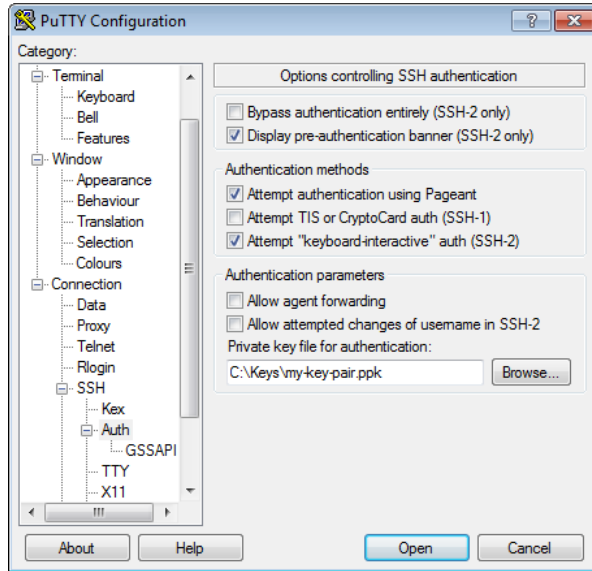 PuTTY Configuration
Category:
Terminal
Keyboard
Bell
Features
Window
Appearance
Behaviour
Translation
Selection
Colours
Connection
Data
Proxy
Telnet
Rlogin
SSH
Kex
Auth
GSSAPI
TTY
X11
Options controlling SSH authentication
Bypass authentication entirely (SSH-2 only)
Display pre-authentication banner (SSH-2 only)
Authentication methods
Attempt authentication using Pageant
Attempt TIS or CryptoCard auth (SSH-1)
Attempt "keyboard-interactive" auth (SSH-2)
Authentication parameters
Allow agent forwarding
Allow attempted changes of username in SSH-2
Private key file for authentication:
C:\Keys\my-key-pair.ppk Browse...
About Help Open Cancel